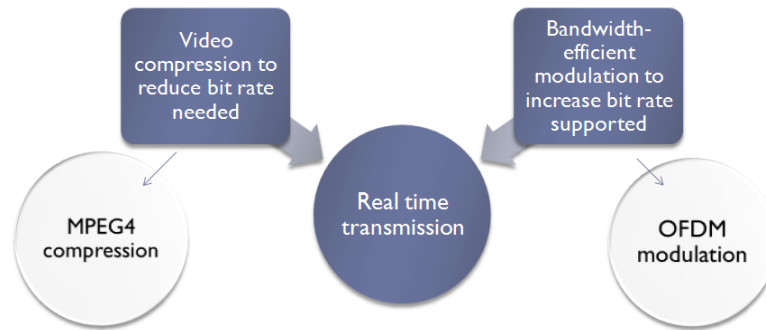 Video
compression to
reduce bit rate
needed
Bandwidth-
efficient
modulation to
increase bit rate
supported
Real time
transmission
MPEG4
compression
OFDM
modulation